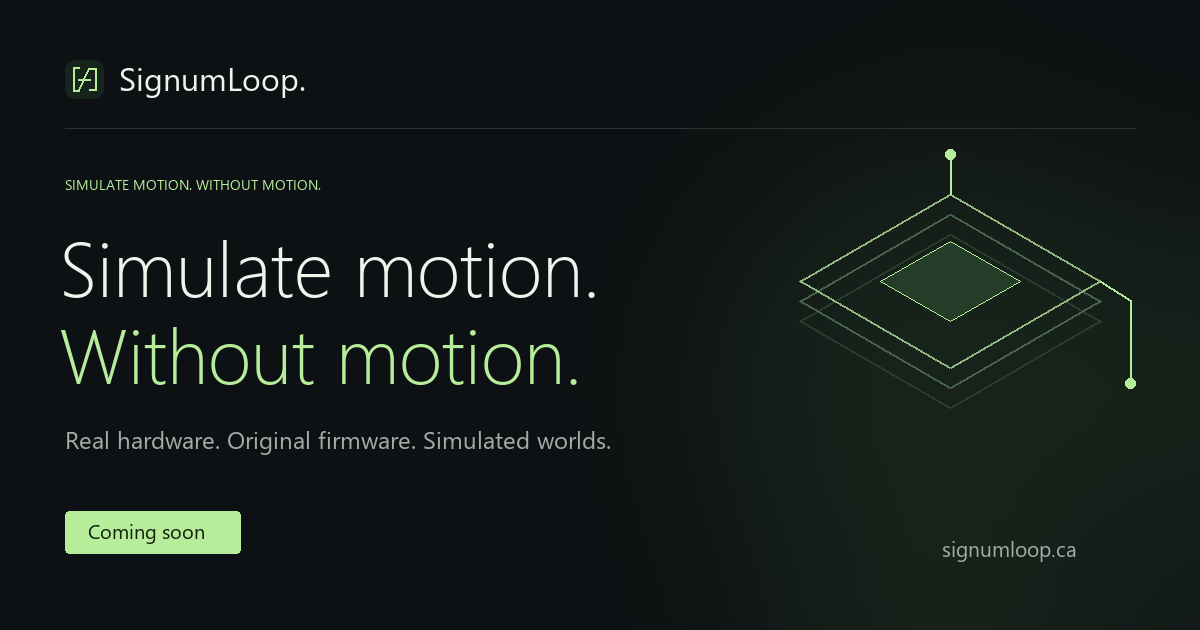 SignumLoop.
SIMULATE MOTION. WITHOUT MOTION.
Simulate motion.
Without motion.
Real hardware. Original firmware. Simulated worlds.
Coming soon
signumloop.ca